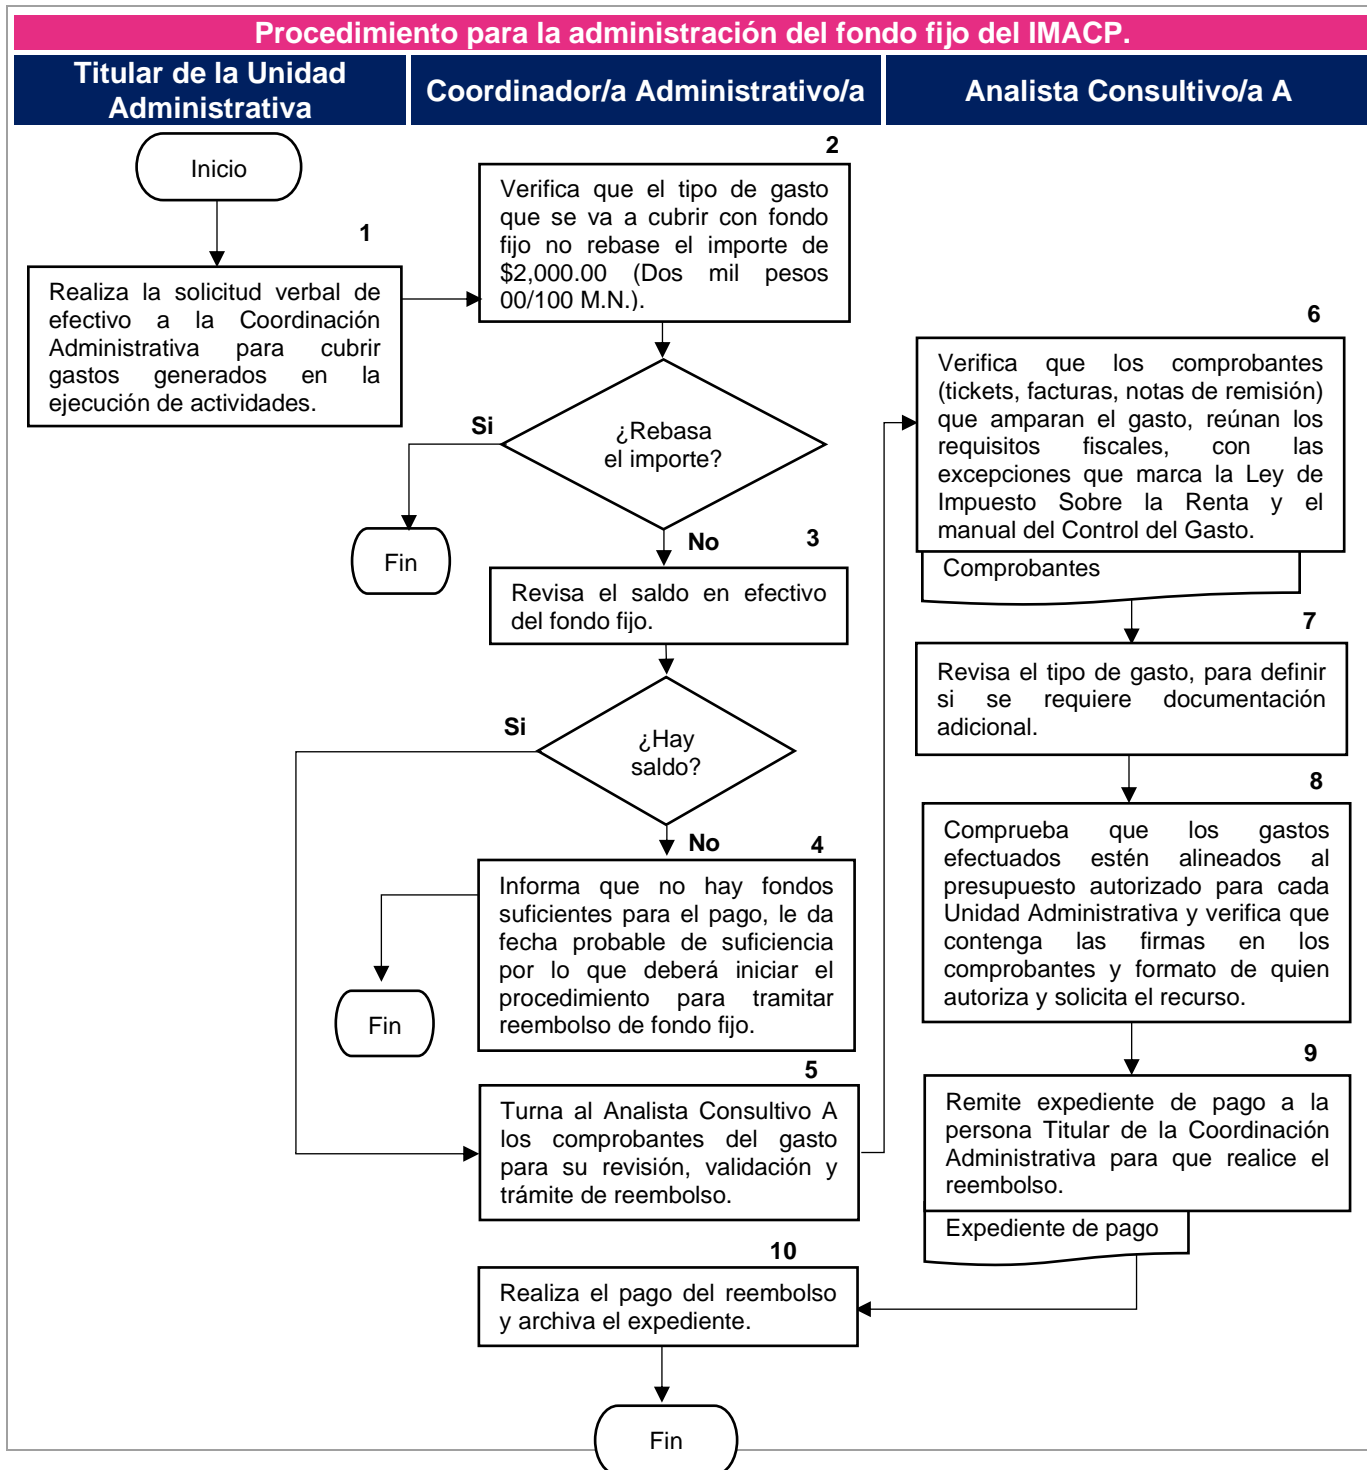 Procedimiento para la administración del fondo fijo del IMACP.
Titular de la Unidad
Administrativa
Coordinador/a Administrativo/a
Analista Consultivo/a A
Inicio
1
Realiza la solicitud verbal de
efectivo a la Coordinación
Administrativa para cubrir
gastos generados en la
ejecución de actividades.
2
Verifica que el tipo de gasto
que se va a cubrir con fondo
fijo no rebase el importe de
$2,000.00 (Dos mil pesos
00/100 M.N.).
¿Rebasa
el importe?
Si
Fin
No
3
Revisa el saldo en efectivo
del fondo fijo.
¿Hay
saldo?
Si
No
4
Informa que no hay fondos
suficientes para el pago, le da
fecha probable de suficiencia
por lo que deberá iniciar el
procedimiento para tramitar
reembolso de fondo fijo.
Fin
5
Turna al Analista Consultivo A
los comprobantes del gasto
para su revisión, validación y
trámite de reembolso.
6
Verifica que los comprobantes
(tickets, facturas, notas de remisión)
que amparan el gasto, reúnan los
requisitos fiscales, con las
excepciones que marca la Ley de
Impuesto Sobre la Renta y el
manual del Control del Gasto.
Comprobantes
7
Revisa el tipo de gasto, para definir
si se requiere documentación
adicional.
8
Comprueba que los gastos
efectuados estén alineados al
presupuesto autorizado para cada
Unidad Administrativa y verifica que
contenga las firmas en los
comprobantes y formato de quien
autoriza y solicita el recurso.
9
Remite expediente de pago a la
persona Titular de la Coordinación
Administrativa para que realice el
reembolso.
Expediente de pago
10
Realiza el pago del reembolso
y archiva el expediente.
Fin